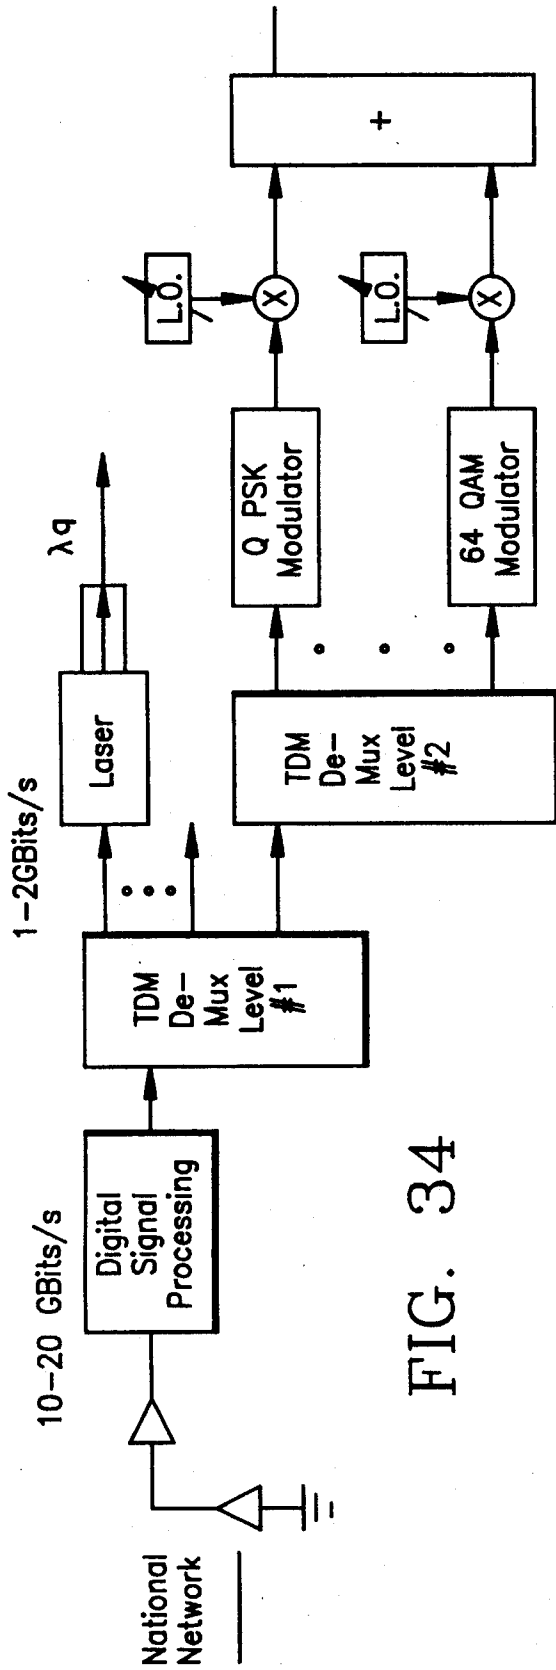 National
Network
10-20 GBits/s
Digital
Signal
Processing
TDM
De-
Mux
Level
#1
1-2GBits/s
Laser
λq
TDM
De-
Mux
Level
#2
Q PSK
Modulator
64 QAM
Modulator
L.O.
X
L.O.
X
+
FIG. 34